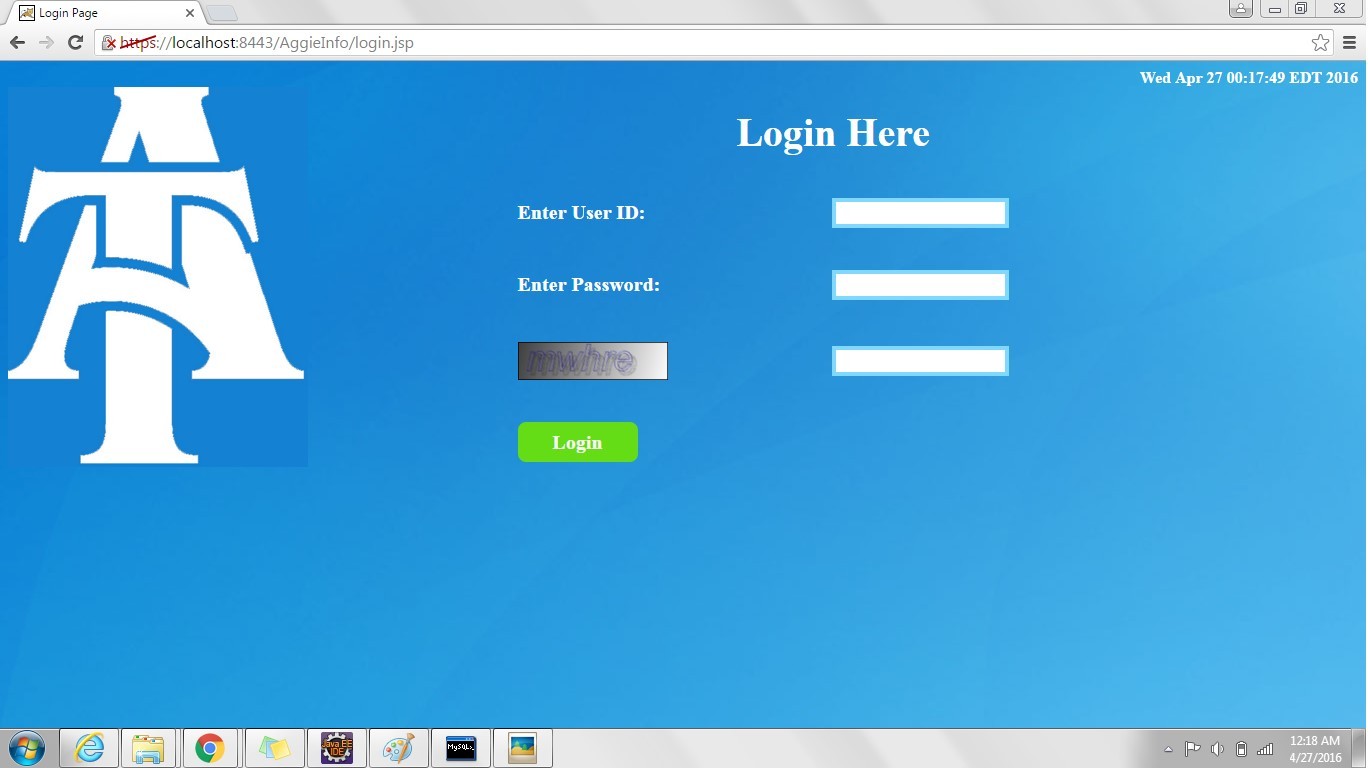 Login Page
https://localhost:8443/AggieInfo/login.jsp
Wed Apr 27 00:17:49 EDT 2016
Login Here
Enter User ID:
Enter Password:
mwhre
Login
Java EE
IDE
MySQL
12:18 AM
4/27/2016